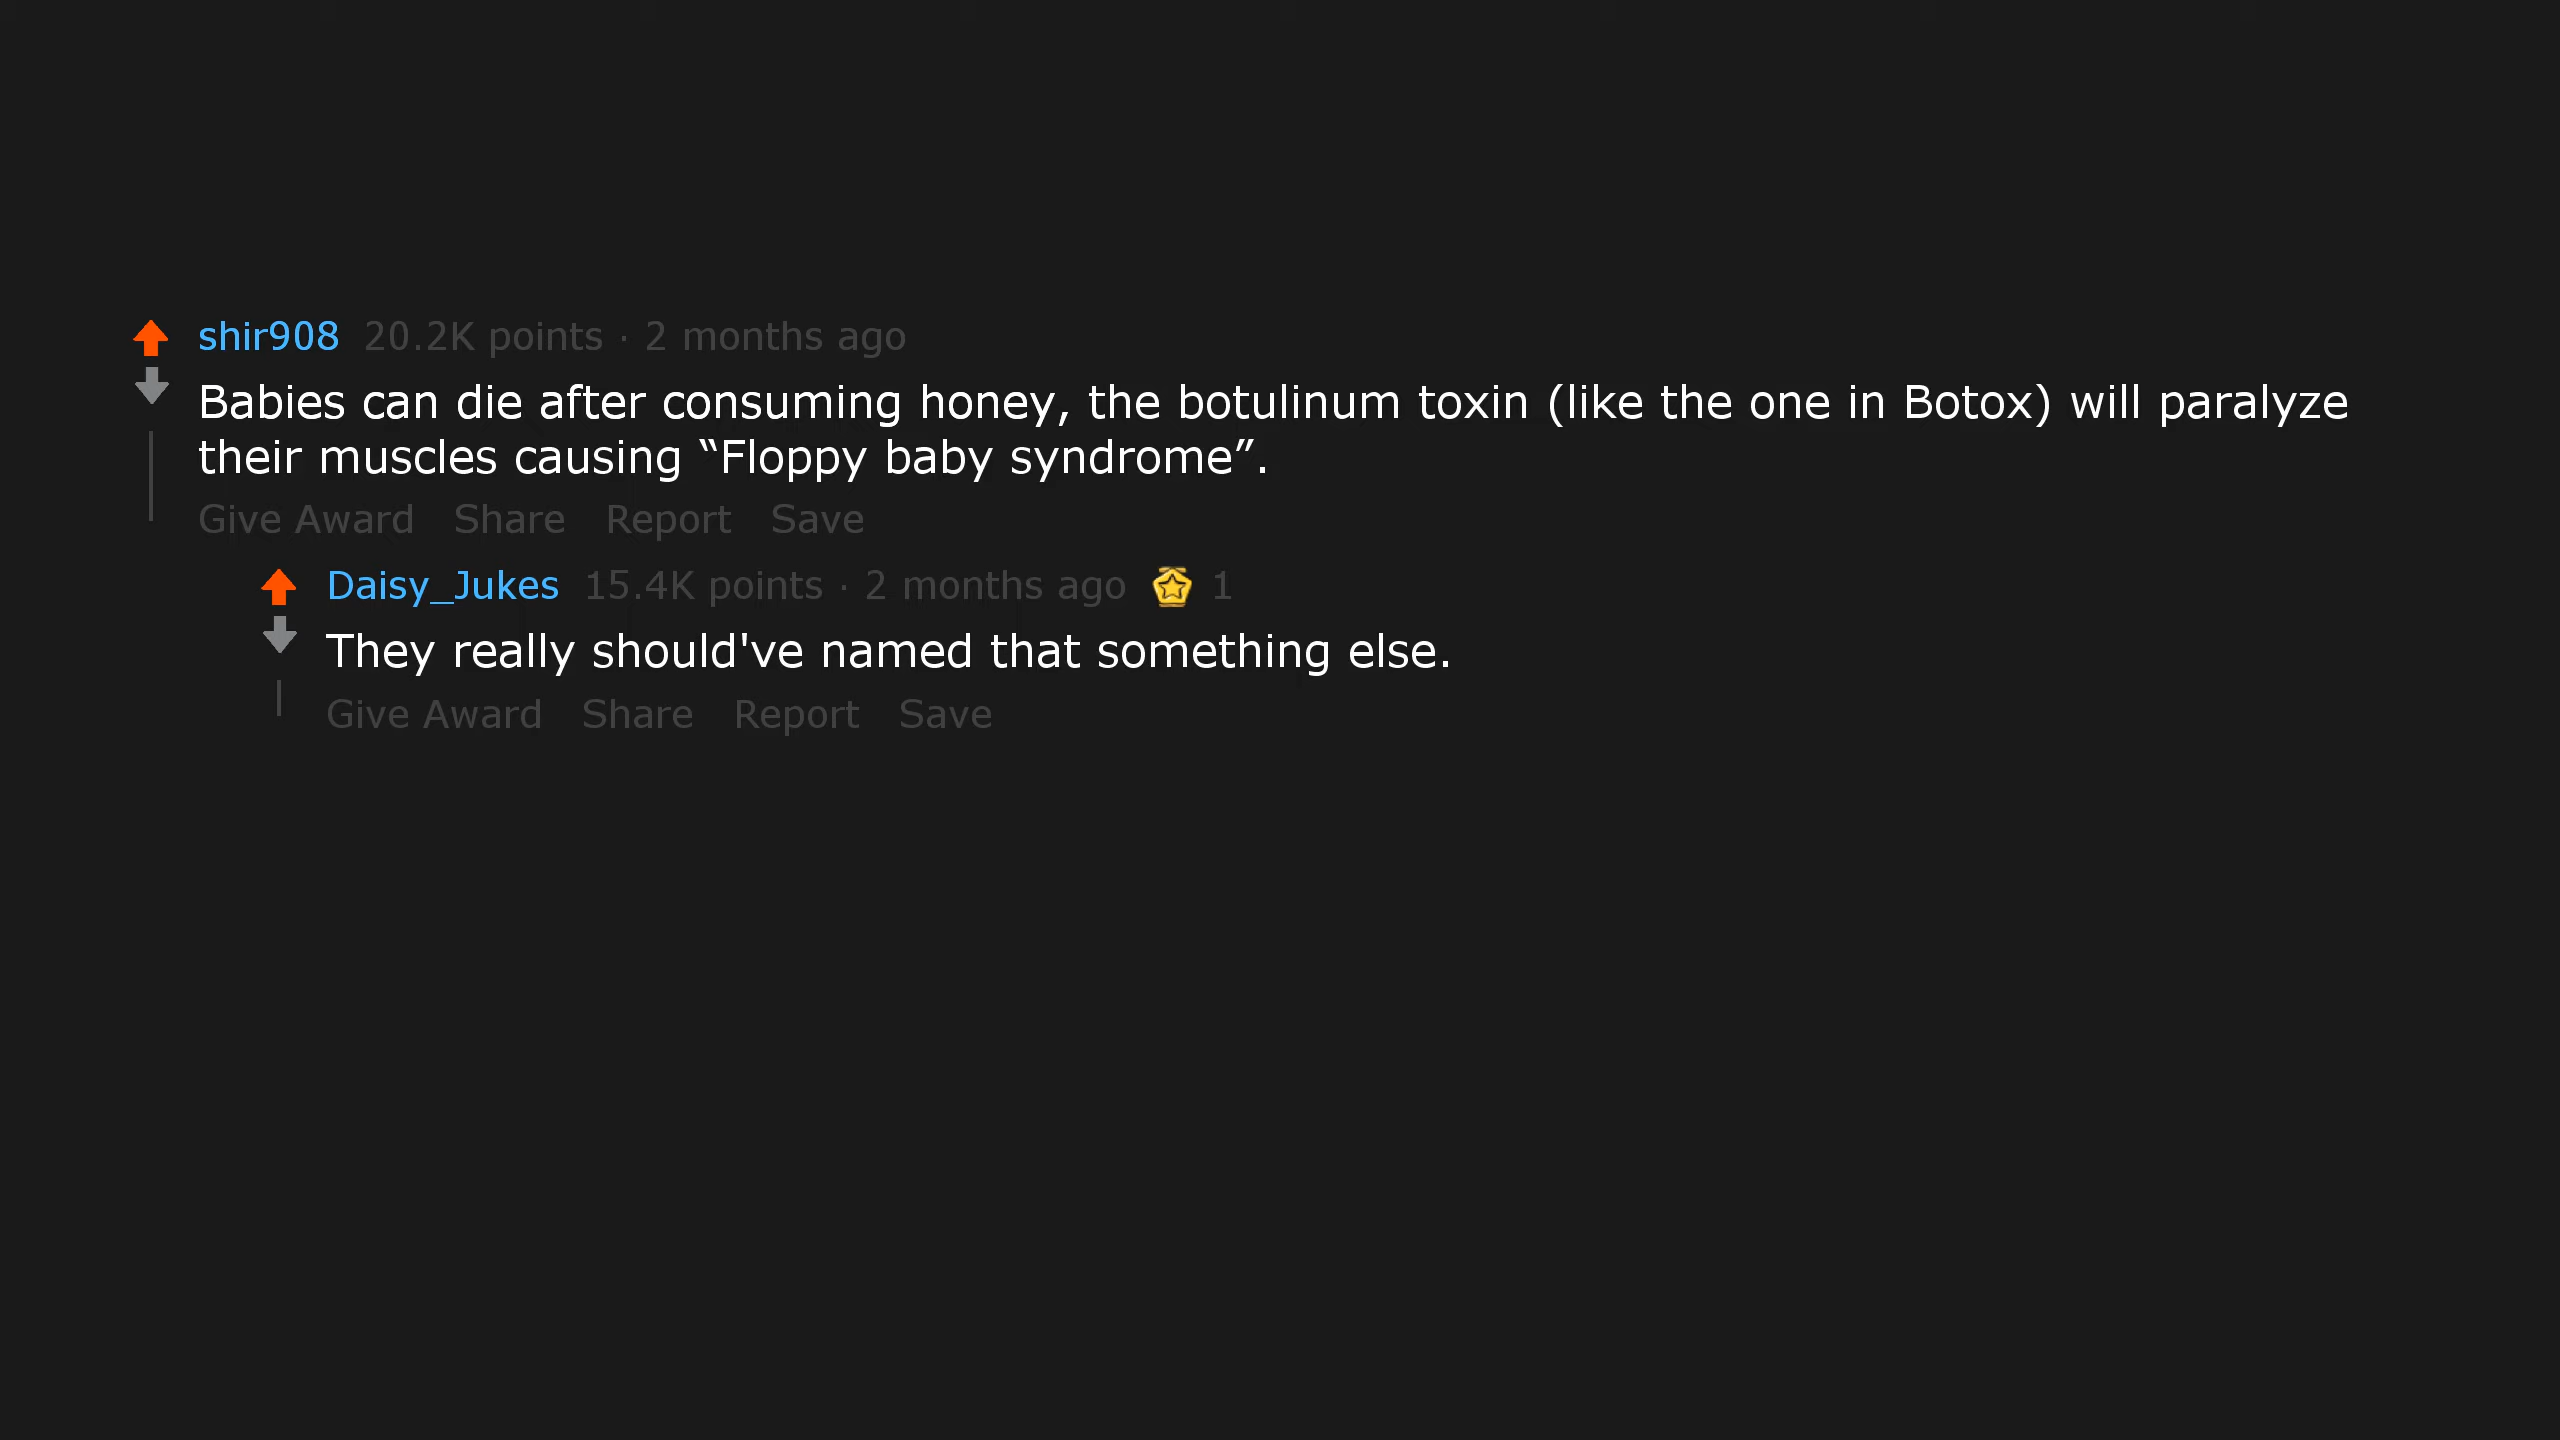 shir908 20.2K points · 2 months ago
Babies can die after consuming honey, the botulinum toxin (like the one in Botox) will paralyze
their muscles causing “Floppy baby syndrome”.
Give Award Share Report Save
Daisy_Jukes 15.4K points · 2 months ago 1
They really should've named that something else.
Give Award Share Report Save